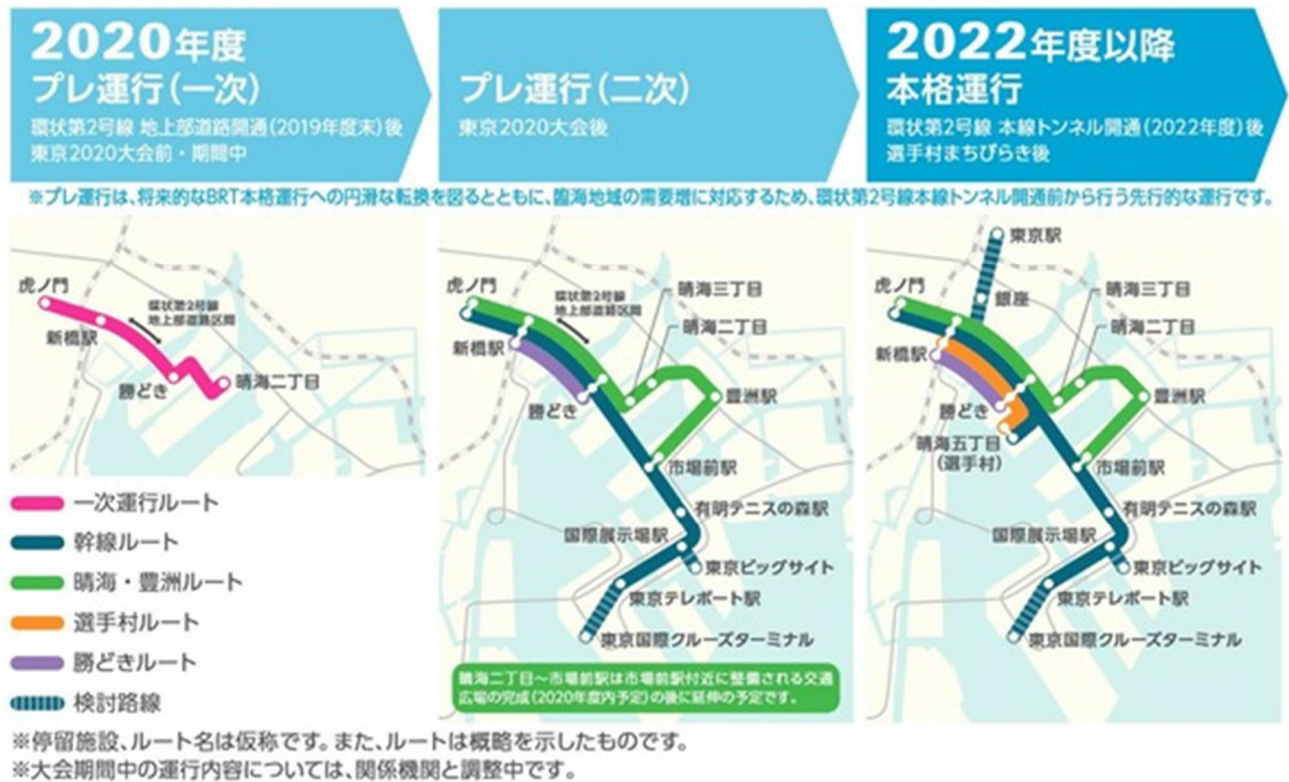 2020年度
プレ運行(一次)
環状第2号線 地上部道路開通(2019年度末)後
東京2020大会前・期間中
プレ運行(二次)
東京2020大会後
2022年度以降
本格運行
環状第2号線 本線トンネル開通(2022年度)後
選手村まちびらき後
※プレ運行は、将来的なBRT本格運行への円滑な転換を図るとともに、臨海地域の需要増に対応するため、環状第2号線本線トンネル開通前から行う先行的な運行です。
虎ノ門
環状第2号線
地上部道路区間
新橋駅
勝どき
晴海二丁目
虎ノ門
環状第2号線
地上部道路区間
晴海三丁目
晴海二丁目
新橋駅
勝どき
豊洲駅
市場前駅
有明テニスの森駅
国際展示場駅
東京ビッグサイト
東京テレポート駅
東京国際クルーズターミナル
晴海二丁目～市場前駅は市場前駅付近に整備される交通
広場の完成(2020年度内予定)の後に延伸の予定です。
東京駅
銀座
虎ノ門
晴海三丁目
晴海二丁目
新橋駅
勝どき
豊洲駅
晴海五丁目
(選手村)
市場前駅
有明テニスの森駅
国際展示場駅
東京ビッグサイト
東京テレポート駅
東京国際クルーズターミナル
一次運行ルート
幹線ルート
晴海・豊洲ルート
選手村ルート
勝どきルート
検討路線
※停留施設、ルート名は仮称です。また、ルートは概略を示したものです。
※大会期間中の運行内容については、関係機関と調整中です。